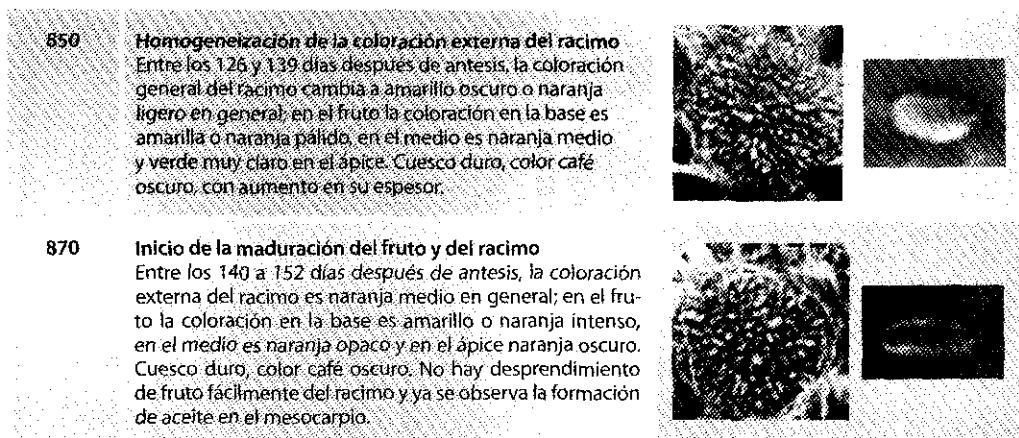 850 Homogeneización de la coloración externa del racimo
Entre los 126 y 139 días después de antesis, la coloración
general del racimo cambia a amarillo oscuro o naranja
ligero en general; en el fruto la coloración en la base es
amarilla o naranja pálido, en el medio es naranja medio
y verde muy claro en el ápice. Cuesco duro, color café
oscuro, con aumento en su espesor.
870 Inicio de la maduración del fruto y del racimo
Entre los 140 a 152 días después de antesis, la coloración
externa del racimo es naranja medio en general; en el fru-
to la coloración en la base es amarillo o naranja intenso,
en el medio es naranja opaco y en el ápice naranja oscuro.
Cuesco duro, color café oscuro. No hay desprendimiento
de fruto fácilmente del racimo y ya se observa la formación
de aceite en el mesocarpio.